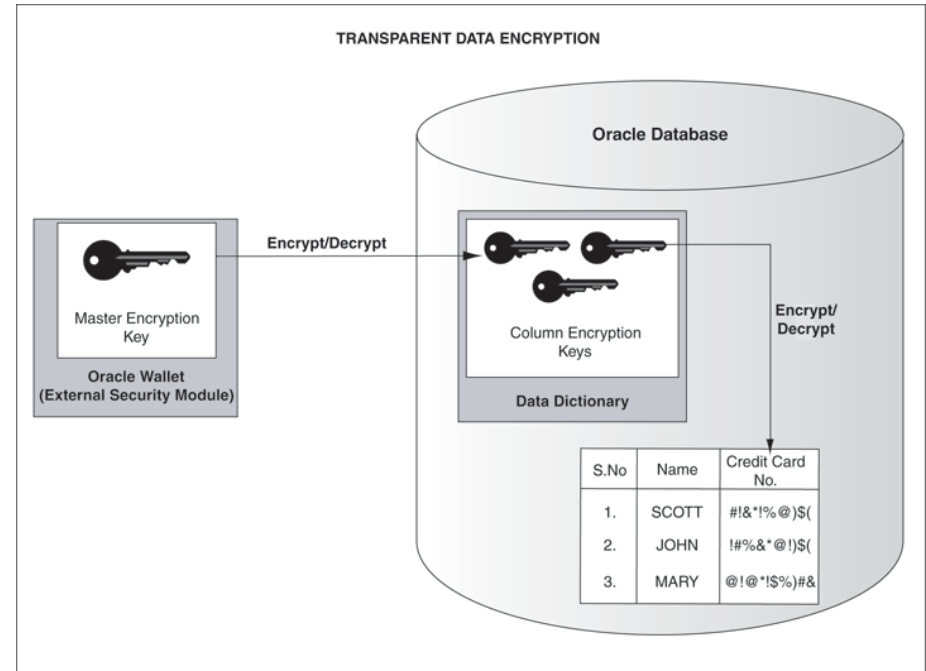 TRANSPARENT DATA ENCRYPTION
Oracle Database
Encrypt/Decrypt
Master Encryption
Key
Oracle Wallet
(External Security Module)
Column Encryption
Keys
Data Dictionary
Encrypt/
Decrypt
S.No Name Credit Card
No.
1. SCOTT #!&*!%@)$(
2. JOHN !#%&*@!)$(
3. MARY @!@*!$%)#&